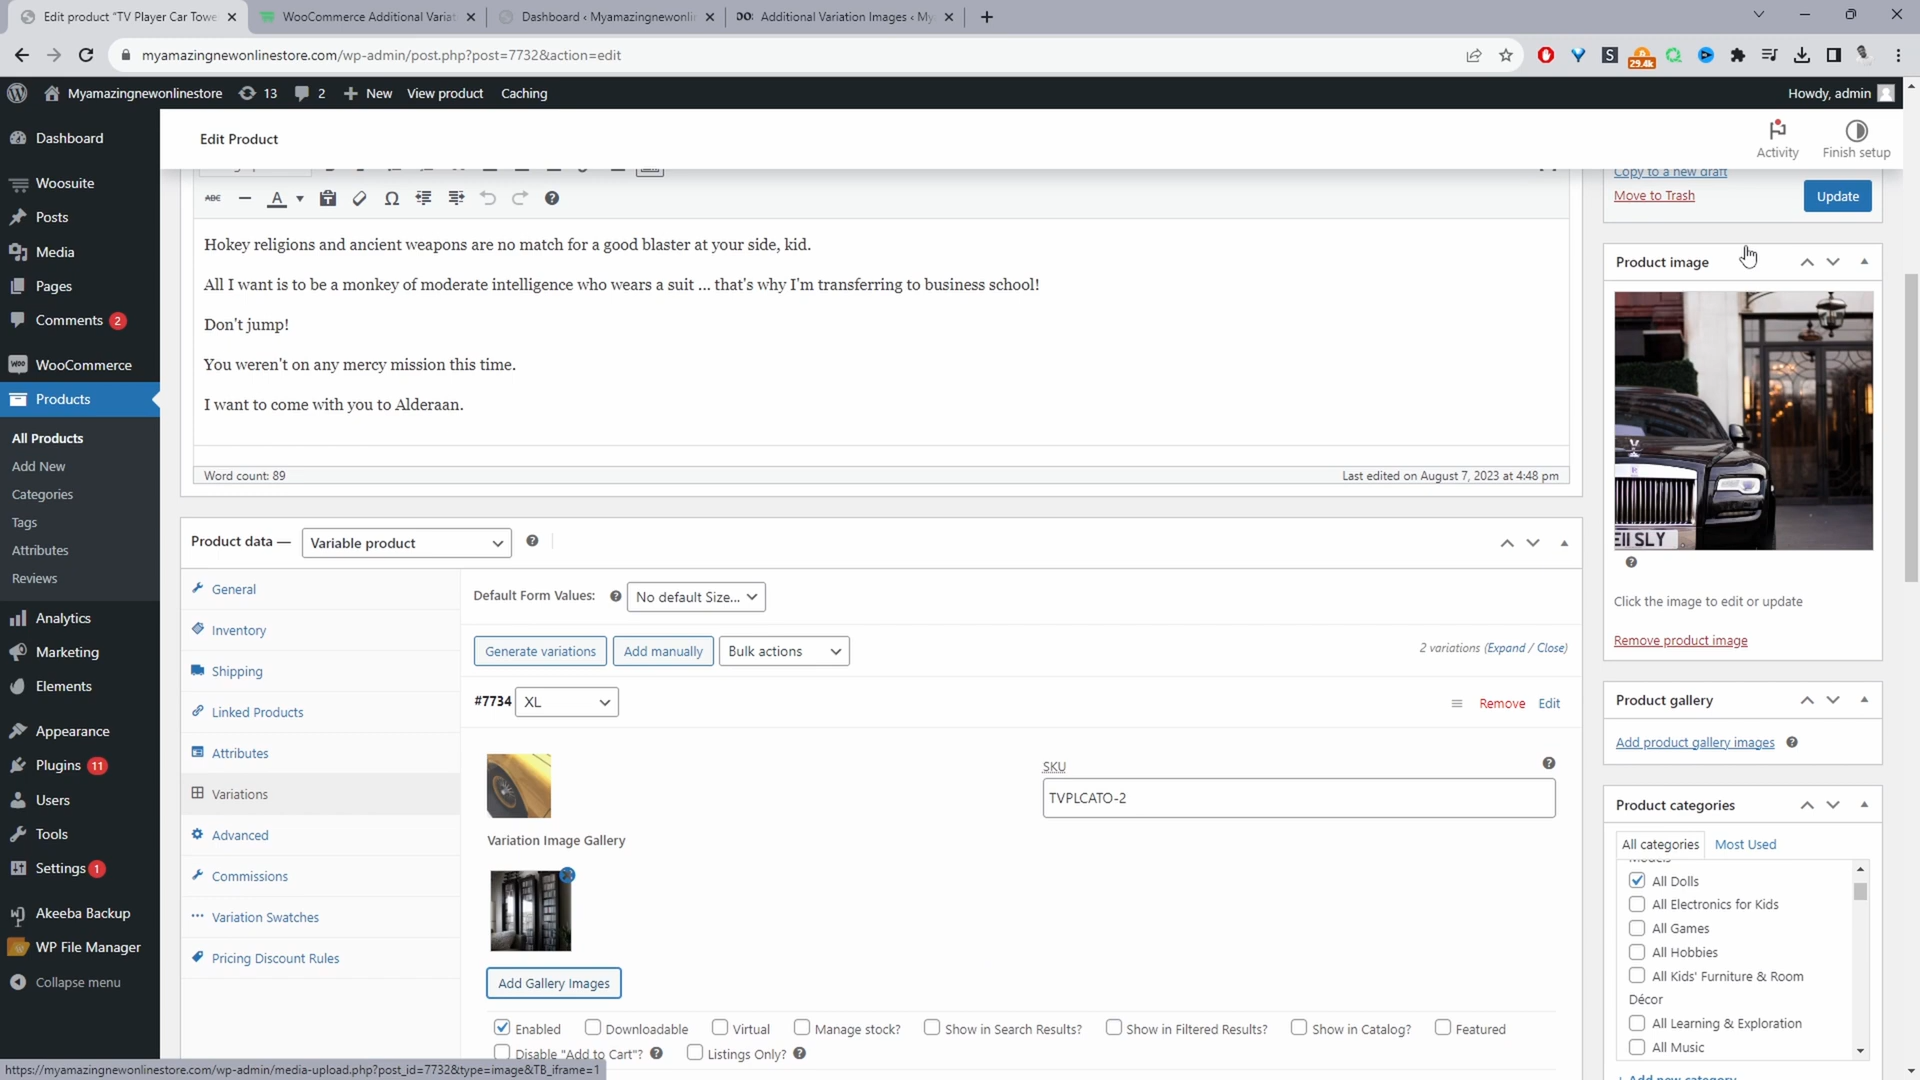 Edit product "TV Player Car Towe
WooCommerce Additional Variat
Dashboard ‹ Myamazingnewonlin
Additional Variation Images ‹ My
myamazingnewonlinestore.com/wp-admin/post.php?post=7732&action=edit
29.4k
Myamazingnewonlinestore 13 2 New View product Caching Howdy, admin
Dashboard
Woosuite
Posts
Media
Pages
Comments 2
WooCommerce
Products
All Products
Add New
Categories
Tags
Attributes
Reviews
Analytics
Marketing
Elements
Appearance
Plugins 11
Users
Tools
Settings 1
Akeeba Backup
WP File Manager
Collapse menu
Edit Product
Activity
Finish setup
ABC A
Hokey religions and ancient weapons are no match for a good blaster at your side, kid.
All I want is to be a monkey of moderate intelligence who wears a suit ... that's why I'm transferring to business school!
Don't jump!
You weren't on any mercy mission this time.
I want to come with you to Alderaan.
Word count: 89
Last edited on August 7, 2023 at 4:48 pm
Product data — Variable product
General
Inventory
Shipping
Linked Products
Attributes
Variations
Advanced
Commissions
Variation Swatches
Pricing Discount Rules
Default Form Values: No default Size...
Generate variations Add manually Bulk actions
2 variations (Expand / Close)
#7734 XL
Remove Edit
SKU
TVPLCATO-2
Variation Image Gallery
Add Gallery Images
Enabled Downloadable Virtual Manage stock? Show in Search Results? Show in Filtered Results? Show in Catalog? Featured
Disable "Add to Cart"? Listings Only?
Copy to a new draft
Move to Trash
Update
Product image
EII SLY
Click the image to edit or update
Remove product image
Product gallery
Add product gallery images
Product categories
All categories Most Used
Models
All Dolls
All Electronics for Kids
All Games
All Hobbies
All Kids' Furniture & Room
Décor
All Learning & Exploration
All Music
+ Add new category
https://myamazingnewonlinestore.com/wp-admin/media-upload.php?post_id=7732&type=image&TB_iframe=1